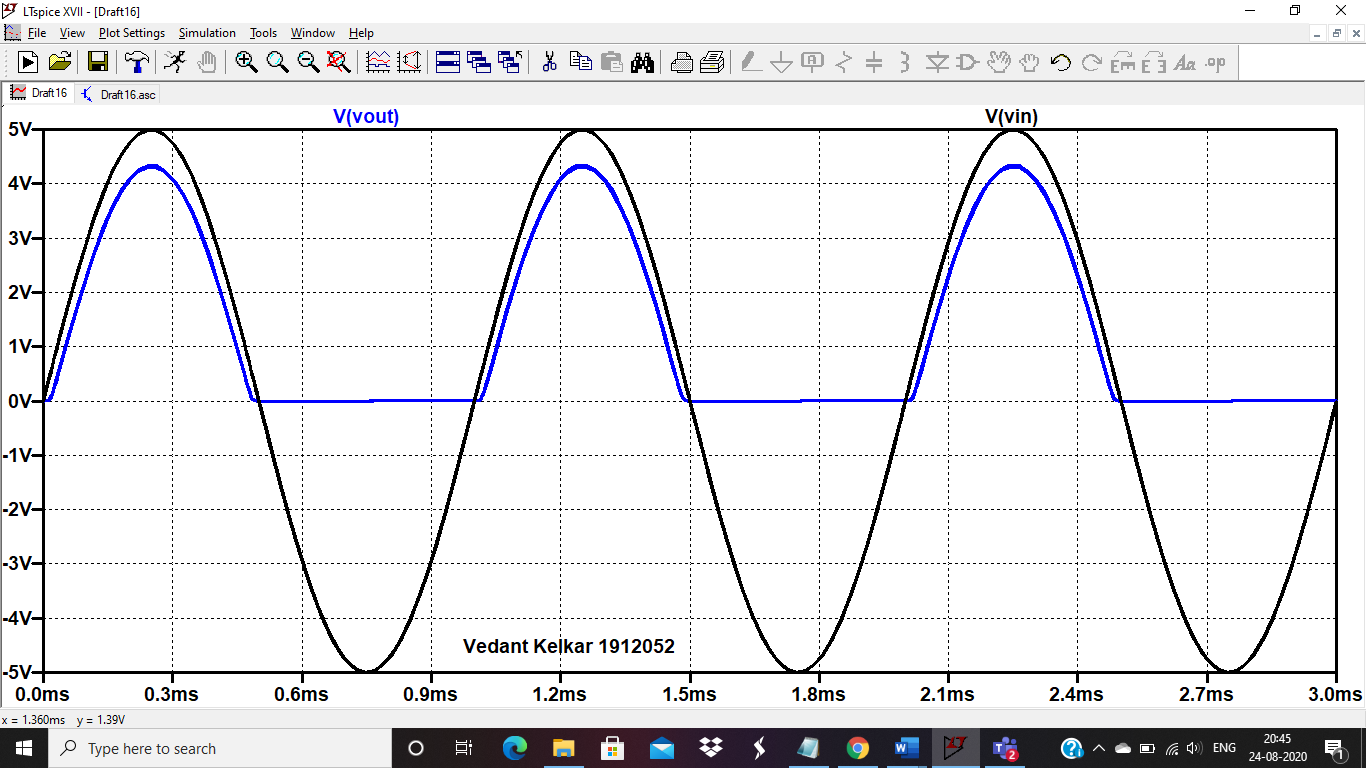 LTspice XVII - [Draft16]
File View Plot Settings Simulation Tools Window Help
Draft16 Draft16.asc
V(vout) V(vin)
5V
4V
3V
2V
1V
0V
-1V
-2V
-3V
-4V
-5V
Vedant Kelkar 1912052
0.0ms 0.3ms 0.6ms 0.9ms 1.2ms 1.5ms 1.8ms 2.1ms 2.4ms 2.7ms 3.0ms
x = 1.360ms y = 1.39V
Type here to search
ENG
20:45
24-08-2020
2
1